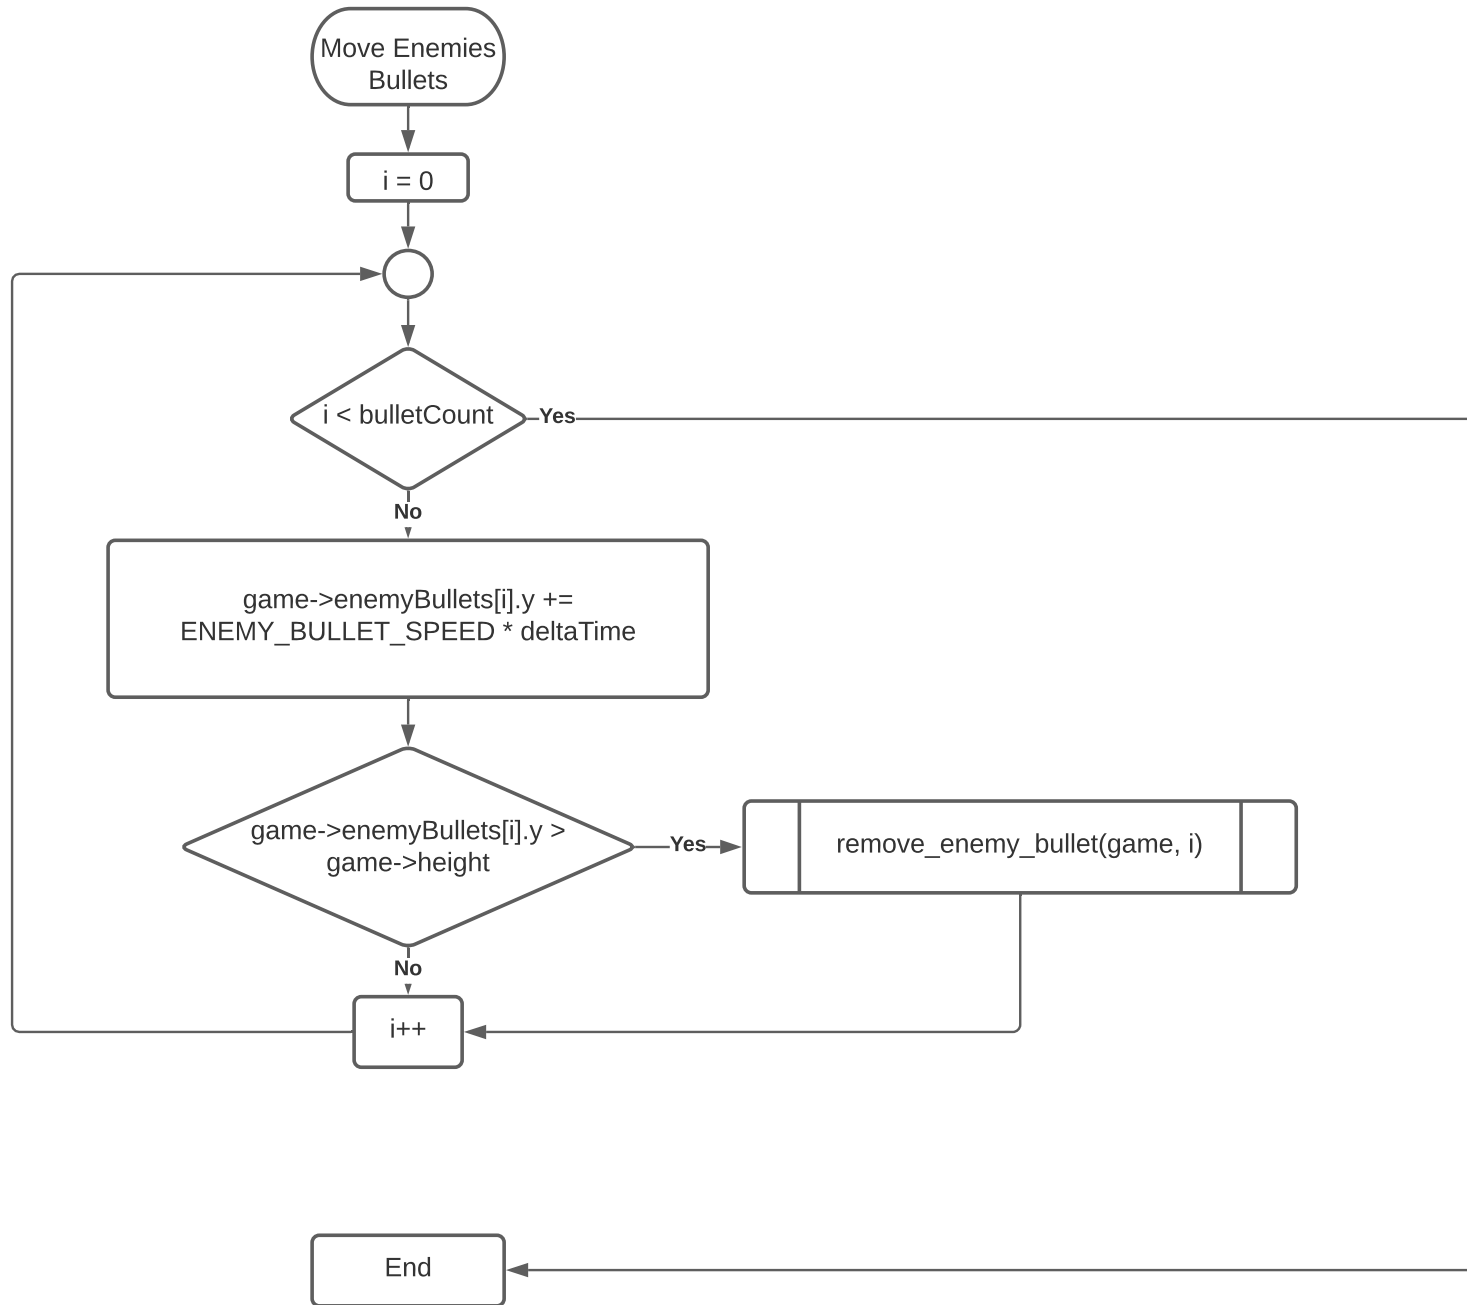 Move Enemies
Bullets
i = 0
i < bulletCount
Yes
No
game->enemyBullets[i].y +=
ENEMY_BULLET_SPEED * deltaTime
game->enemyBullets[i].y >
game->height
Yes
remove_enemy_bullet(game, i)
No
i++
End